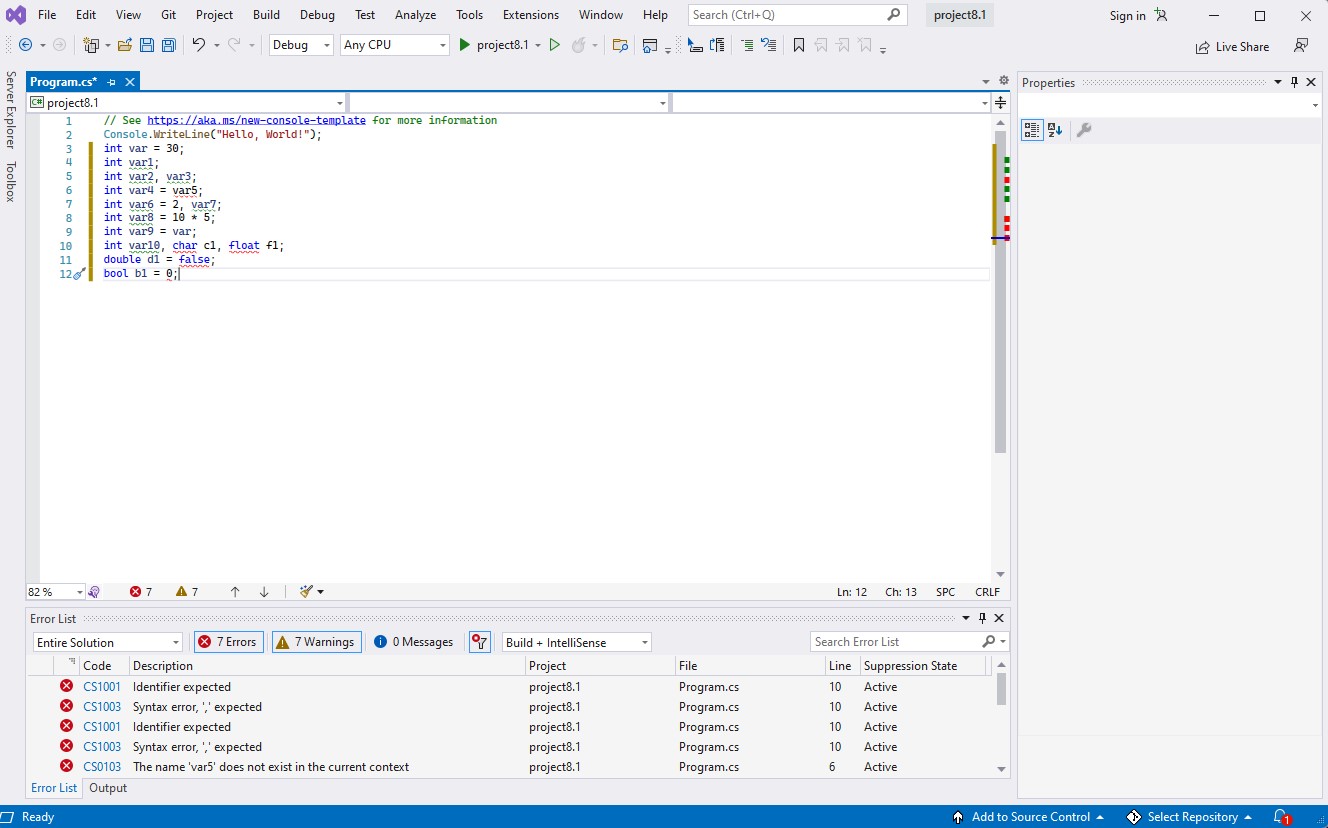 File Edit View Git Project Build Debug Test Analyze Tools Extensions Window Help Search (Ctrl+Q) project8.1 Sign in
Debug Any CPU project8.1 Live Share
Server Explorer
Toolbox
Program.cs*
C# project8.1
1 // See https://aka.ms/new-console-template for more information
2 Console.WriteLine("Hello, World!");
3 int var = 30;
4 int var1;
5 int var2, var3;
6 int var4 = var5;
7 int var6 = 2, var7;
8 int var8 = 10 * 5;
9 int var9 = var;
10 int var10, char c1, float f1;
11 double d1 = false;
12 bool b1 = 0;
82 % 7 7 Ln: 12 Ch: 13 SPC CRLF
Properties
Error List
Entire Solution 7 Errors 7 Warnings 0 Messages Build + IntelliSense Search Error List
Code Description Project File Line Suppression State
CS1001 Identifier expected project8.1 Program.cs 10 Active
CS1003 Syntax error, ',' expected project8.1 Program.cs 10 Active
CS1001 Identifier expected project8.1 Program.cs 10 Active
CS1003 Syntax error, ',' expected project8.1 Program.cs 10 Active
CS0103 The name 'var5' does not exist in the current context project8.1 Program.cs 6 Active
Error List Output
Ready Add to Source Control Select Repository 1